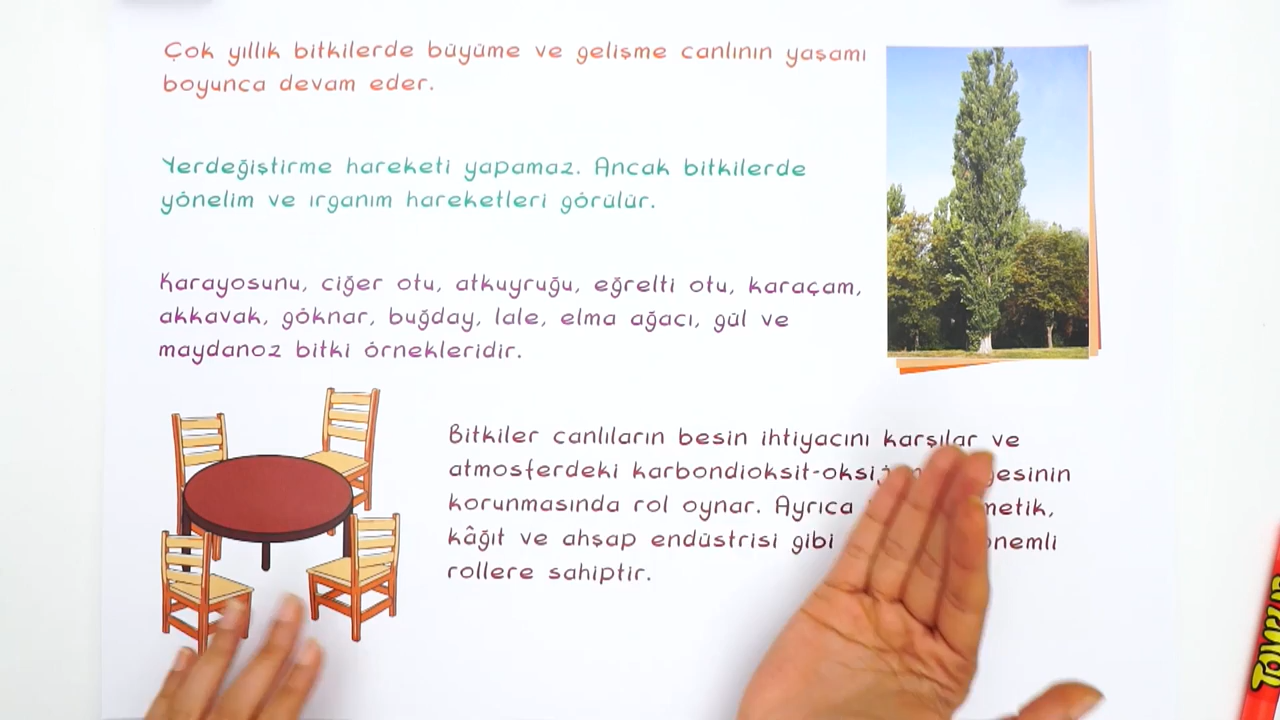 Çok yıllık bitkilerde büyüme ve gelişme canlının yaşamı
boyunca devam eder.
Yerdeğiştirme hareketi yapamaz. Ancak bitkilerde
yönelim ve ırganım hareketleri görülür.
Karayosunu, ciğer otu, atkuyruğu, eğrelti otu, karaçam,
akkavak, göknar, buğday, lale, elma ağacı, gül ve
maydanoz bitki örnekleridir.
Bitkiler canlıların besin ihtiyacını karşılar ve
atmosferdeki karbondioksit-oksij
korunmasında rol oynar. Ayrıca
kâğıt ve ahşap endüstrisi gibi
rollere sahiptir.